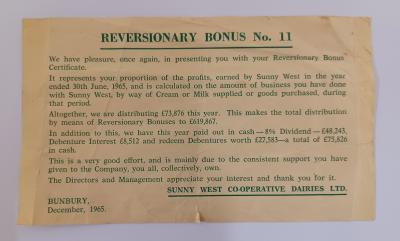 REVERSIONARY BONUS No. 11
We have pleasure, once again, in presenting you with your Reversionary Bonus
Certificate.
It represents your proportion of the profits, earned by Sunny West in the year
ended 30th June, 1965, and is calculated on the amount of business you have done
with Sunny West, by way of Cream or Milk supplied or goods purchased, during
that period.
Altogether, we are distributing £73,876 this year. This makes the total distribution
by means of Reversionary Bonuses to £619,867.
In addition to this, we have this year paid out in cash—8% Dividend—£48,243,
Debenture Interest £8,512 and redeem Debentures worth £27,583—a total of £75,826
in cash.
This is a very good effort, and is mainly due to the consistent support you have
given to the Company, you all, collectively, own.
The Directors and Management appreciate your interest and thank you for it.
SUNNY WEST CO-OPERATIVE DAIRIES LTD.
BUNBURY,
December, 1965.